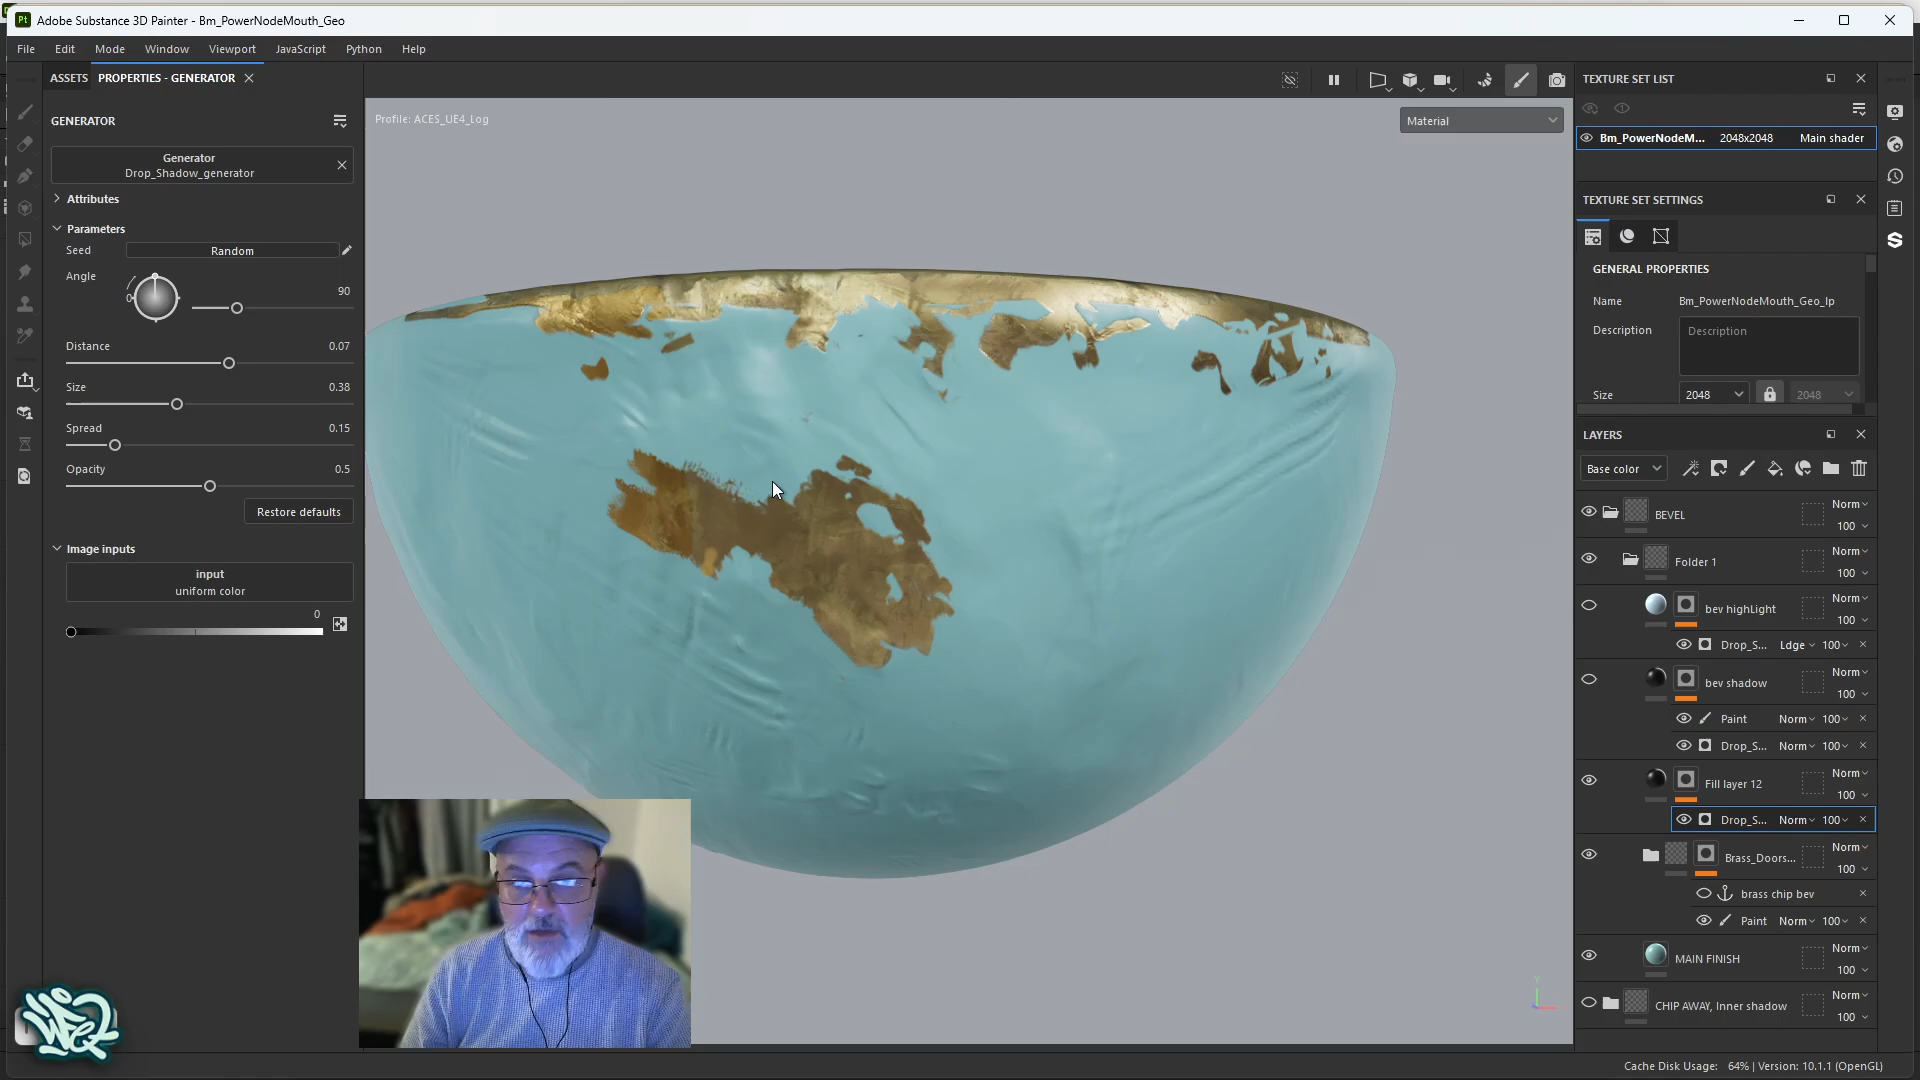 Pt Adobe Substance 3D Painter - Bm_PowerNodeMouth_Geo
File Edit Mode Window Viewport JavaScript Python Help
ASSETS PROPERTIES - GENERATOR
GENERATOR
Generator
Drop_Shadow_generator
Attributes
Parameters
Seed Random
Angle
0
90
Distance 0.07
Size 0.38
Spread 0.15
Opacity 0.5
Restore defaults
Image inputs
input
uniform color
0
Profile: ACES_UE4_Log
Material
TEXTURE SET LIST
Bm_PowerNodeM... 2048x2048 Main shader
TEXTURE SET SETTINGS
GENERAL PROPERTIES
Name Bm_PowerNodeMouth_Geo_lp
Description Description
Size 2048 2048
LAYERS
Base color
BEVEL Norm
100
Folder 1 Norm
100
bev highLight Norm
100
Drop_S... Ldge 100
bev shadow Norm
100
Paint Norm 100
Drop_S... Norm 100
Fill layer 12 Norm
100
Drop_S... Norm 100
Brass_Doors... Norm
100
brass chip bev
Paint Norm 100
MAIN FINISH Norm
100
CHIP AWAY, Inner shadow Norm
100
Y
Cache Disk Usage: 64% | Version: 10.1.1 (OpenGL)